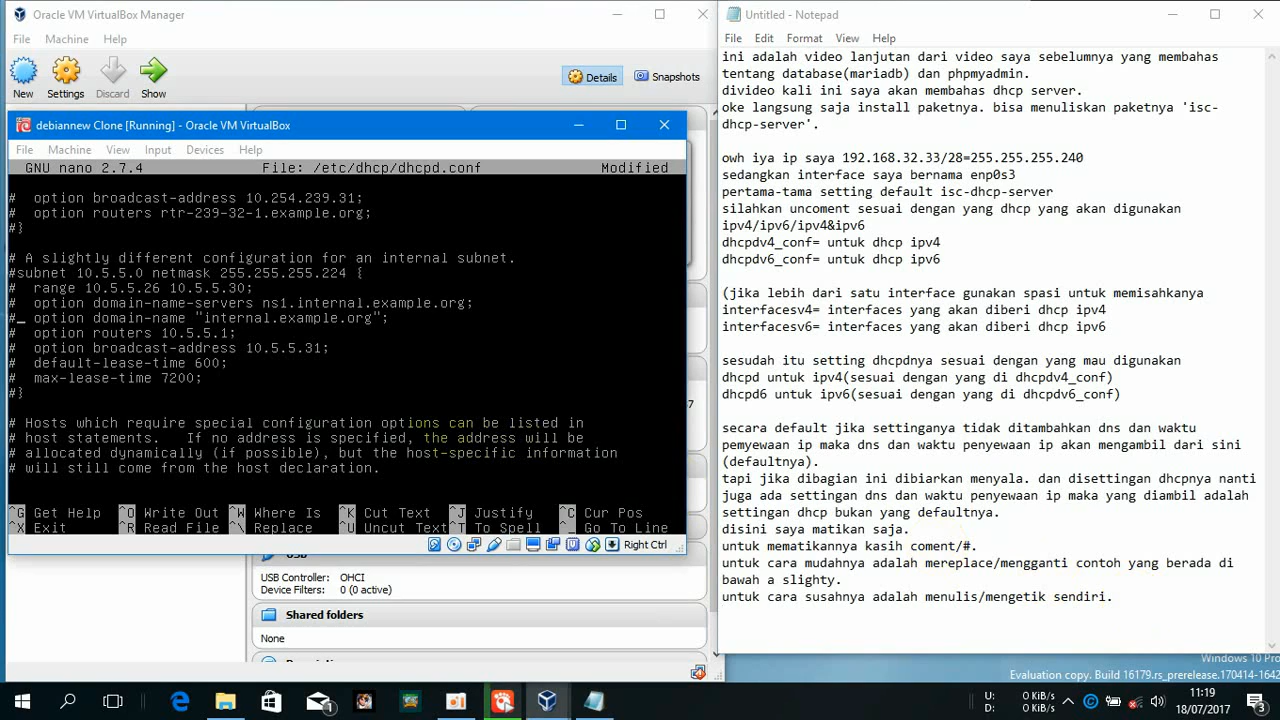 Oracle VM VirtualBox Manager
File Machine Help
New Settings Discard Show
Details Snapshots
debiannew Clone [Running] - Oracle VM VirtualBox
File Machine View Input Devices Help
GNU nano 2.7.4 File: /etc/dhcp/dhcpd.conf Modified
#  option broadcast-address 10.254.239.31;
#  option routers rtr-239-32-1.example.org;
#}
# A slightly different configuration for an internal subnet.
#subnet 10.5.5.0 netmask 255.255.255.224 {
#  range 10.5.5.26 10.5.5.30;
#  option domain-name-servers ns1.internal.example.org;
#  option domain-name "internal.example.org";
#  option routers 10.5.5.1;
#  option broadcast-address 10.5.5.31;
#  default-lease-time 600;
#  max-lease-time 7200;
#}
# Hosts which require special configuration options can be listed in
# host statements.   If no address is specified, the address will be
# allocated dynamically (if possible), but the host-specific information
# will still come from the host declaration.
^G Get Help ^O Write Out ^W Where Is ^K Cut Text ^J Justify ^C Cur Pos
^X Exit ^R Read File ^\ Replace ^U Uncut Text ^T To Spell ^_ Go To Line
Right Ctrl
7
USB Controller: OHCI
Device Filters: 0 (0 active)
Shared folders
None
Untitled - Notepad
File Edit Format View Help
ini adalah video lanjutan dari video saya sebelumnya yang membahas
tentang database(mariadb) dan phpmyadmin.
divideo kali ini saya akan membahas dhcp server.
oke langsung saja install paketnya. bisa menuliskan paketnya 'isc-
dhcp-server'.
owh iya ip saya 192.168.32.33/28=255.255.255.240
sedangkan interface saya bernama enp0s3
pertama-tama setting default isc-dhcp-server
silahkan uncoment sesuai dengan yang dhcp yang akan digunakan
ipv4/ipv6/ipv4&ipv6
dhcpdv4_conf= untuk dhcp ipv4
dhcpdv6_conf= untuk dhcp ipv6
(jika lebih dari satu interface gunakan spasi untuk memisahkanya
interfacesv4= interfaces yang akan diberi dhcp ipv4
interfacesv6= interfaces yang akan diberi dhcp ipv6
sesudah itu setting dhcpdnya sesuai dengan yang mau digunakan
dhcpd untuk ipv4(sesuai dengan yang di dhcpdv4_conf)
dhcpd6 untuk ipv6(sesuai dengan yang di dhcpdv6_conf)
secara default jika settinganya tidak ditambahkan dns dan waktu
pemyewaan ip maka dns dan waktu penyewaan ip akan mengambil dari sini
(defaultnya).
tapi jika dibagian ini dibiarkan menyala. dan disettingan dhcpnya nanti
juga ada settingan dns dan waktu penyewaan ip maka yang diambil adalah
settingan dhcp bukan yang defaultnya.
disini saya matikan saja.
untuk mematikannya kasih coment/#.
untuk cara mudahnya adalah mereplace/mengganti contoh yang berada di
bawah a slighty.
untuk cara susahnya adalah menulis/mengetik sendiri.
Windows 10 Pro
Evaluation copy. Build 16179.rs_prerelease.170414-1642
U: 0 KiB/s
D: 0 KiB/s
11:19
18/07/2017
1
3